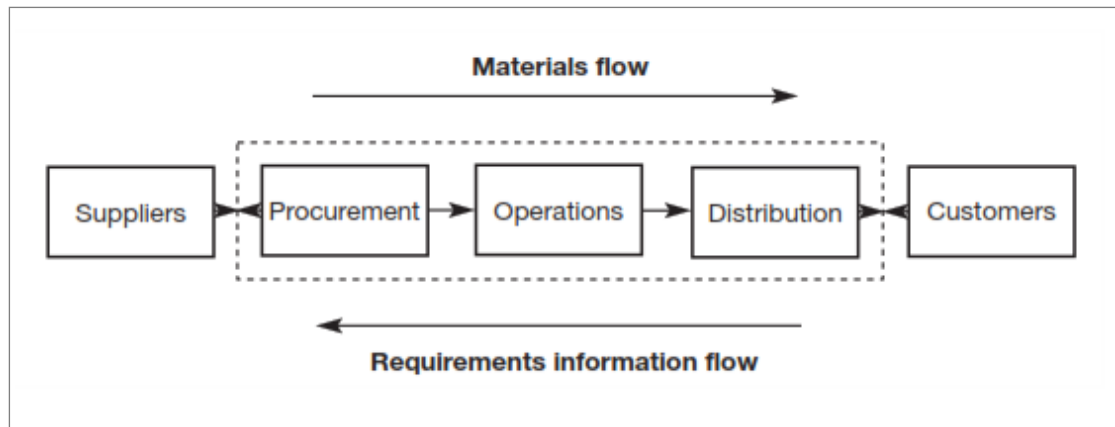 Materials flow
Suppliers
Procurement
Operations
Distribution
Customers
Requirements information flow